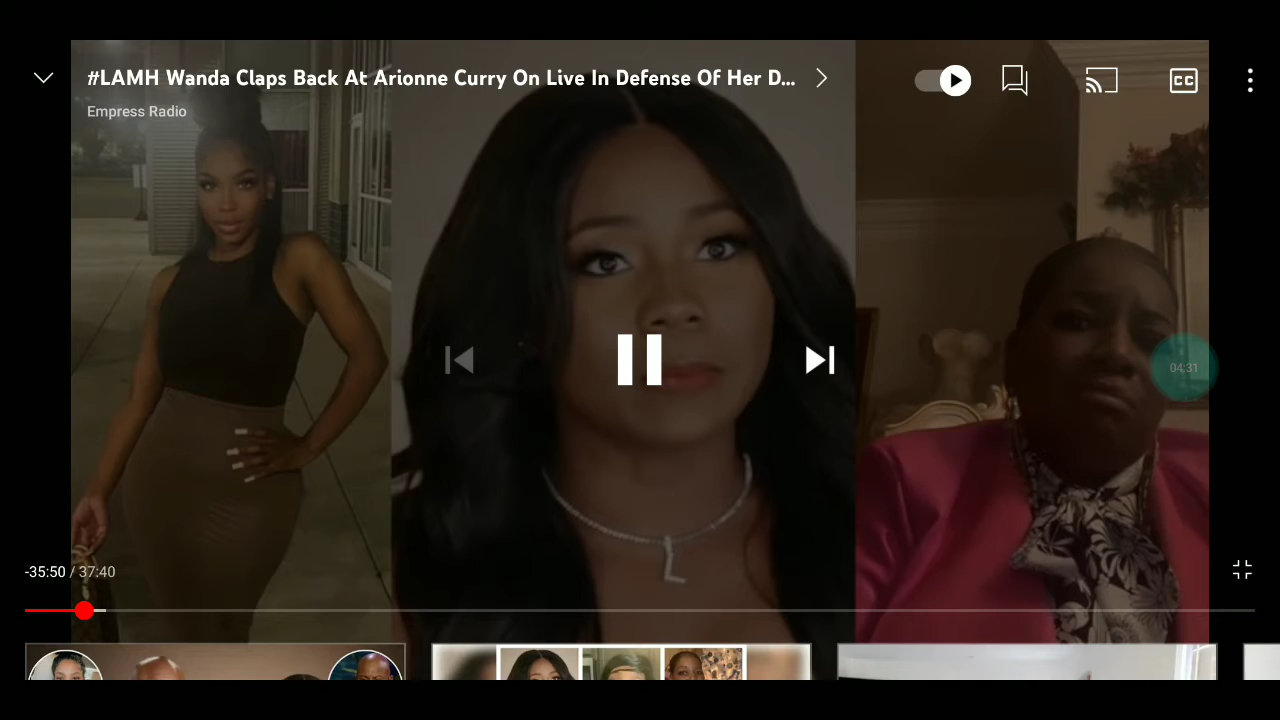 #LAMH Wanda Claps Back At Arionne Curry On Live In Defense Of Her D...
Empress Radio
CC
04:31
-35:50 / 37:40